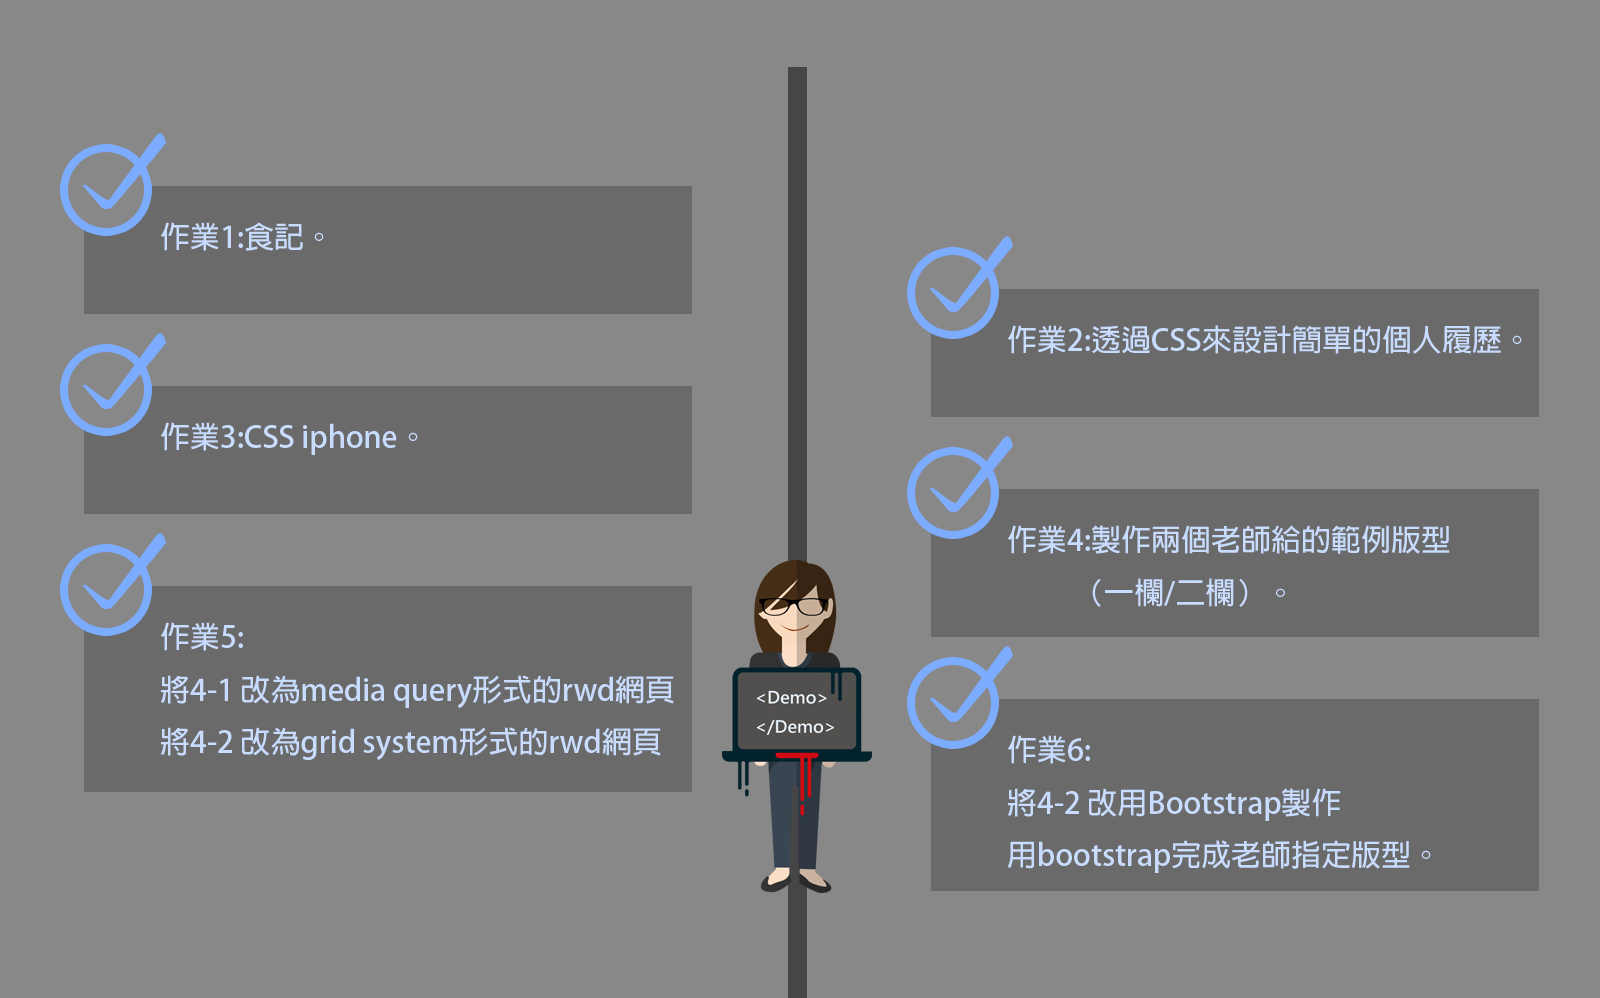 作業1:食記。
作業2:透過CSS來設計簡單的個人履歷。
作業3:CSS iphone。
作業4:製作兩個老師給的範例版型
（一欄/二欄）。
作業5:
將4-1 改為media query形式的rwd網頁
將4-2 改為grid system形式的rwd網頁
<Demo>
</Demo>
作業6:
將4-2 改用Bootstrap製作
用bootstrap完成老師指定版型。